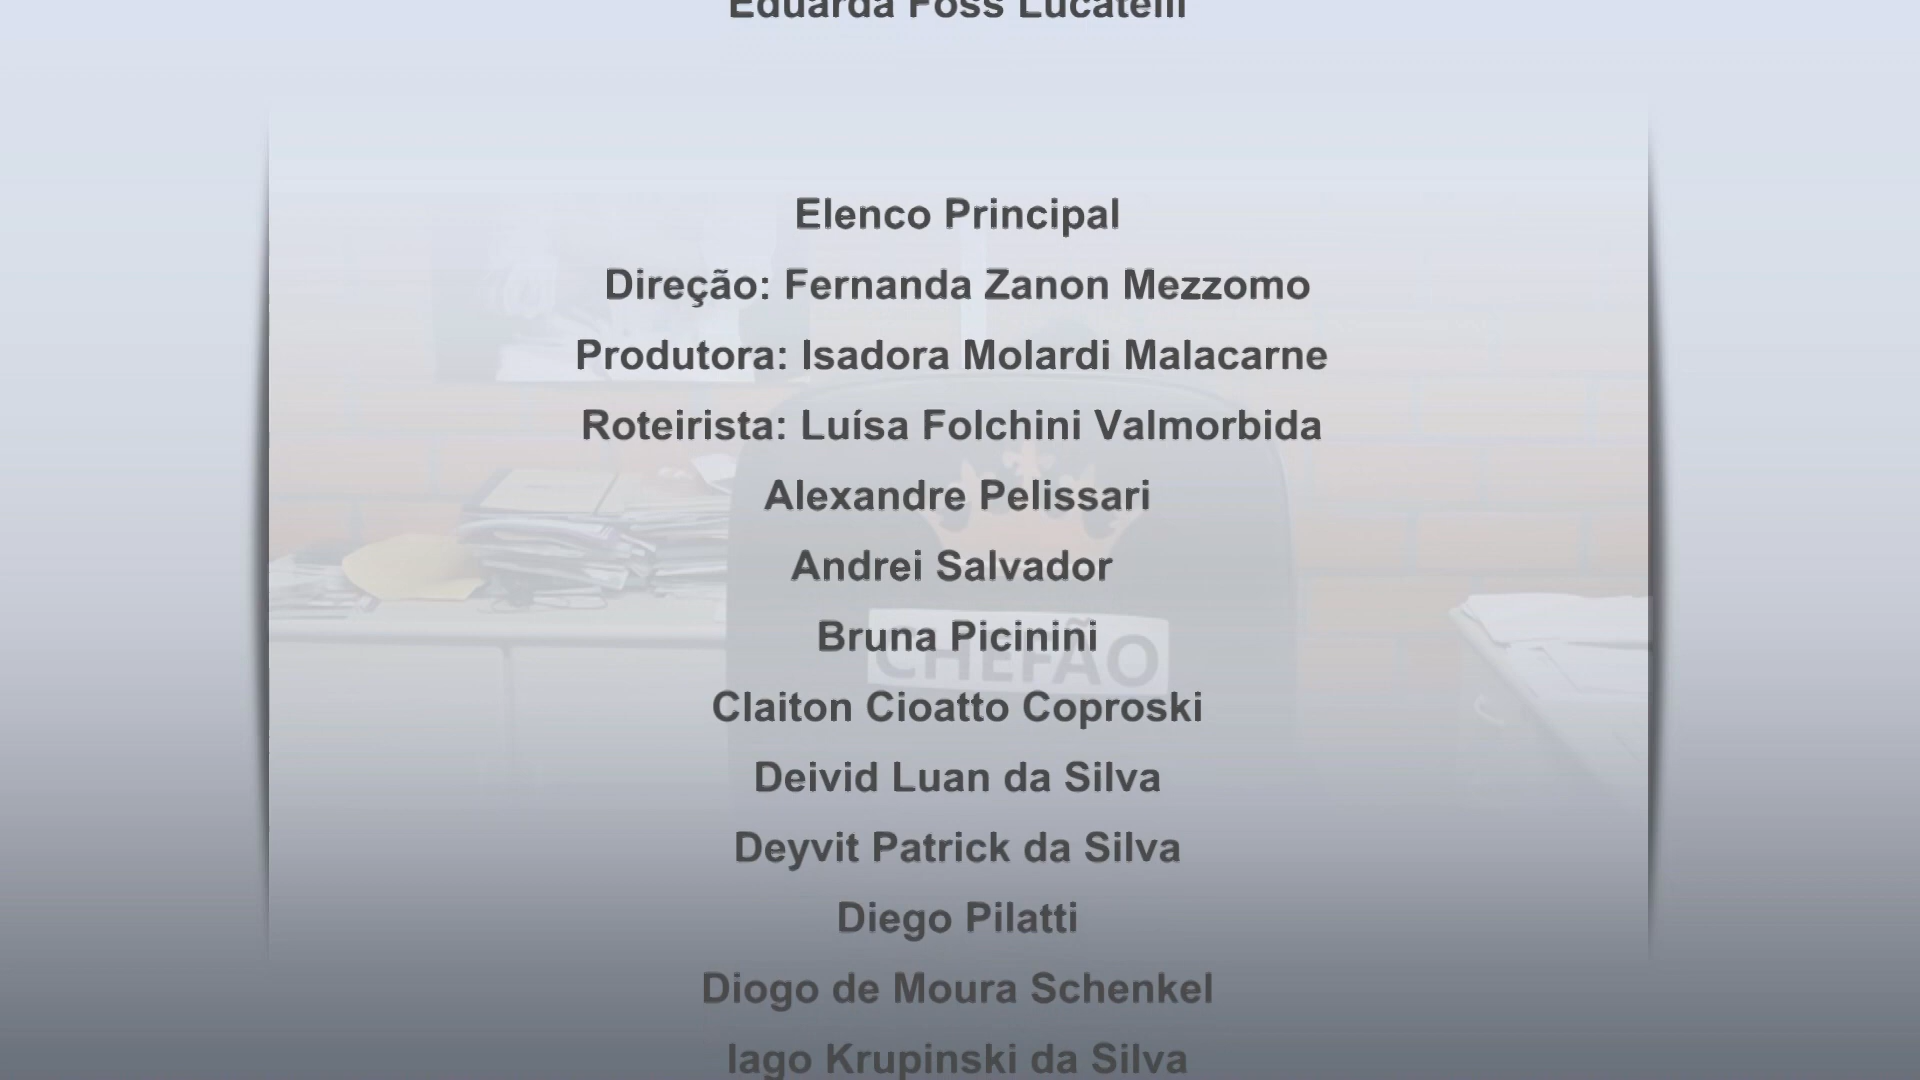 Eduarda Foss Lucatelli
Elenco Principal
Direção: Fernanda Zanon Mezzomo
Produtora: Isadora Molardi Malacarne
Roteirista: Luísa Folchini Valmorbida
Alexandre Pelissari
Andrei Salvador
Bruna Picinini
CHEFÃO
Claiton Cioatto Coproski
Deivid Luan da Silva
Deyvit Patrick da Silva
Diego Pilatti
Diogo de Moura Schenkel
Iago Krupinski da Silva